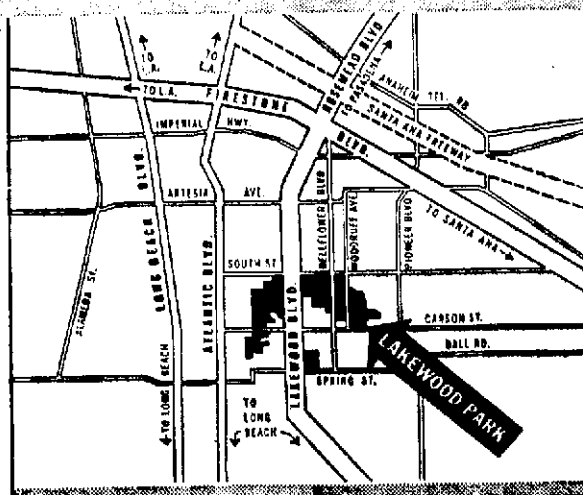 TO L.A.
TO L.A.
ROSEMEAD BLVD.
TO PASADENA
ANAHEIM TEL. RD.
TO L.A.
FIRESTONE
BLVD.
SANTA ANA FREEWAY
IMPERIAL HWY.
ARTESIA AVE.
LONG BEACH BLVD.
ATLANTIC BLVD.
ALAMEDA ST.
BELLFLOWER BLVD.
WOODRUFF AVE.
PIONEER BLVD.
TO SANTA ANA
SOUTH ST.
LAKEWOOD BLVD.
CARSON ST.
BALL RD.
LAKEWOOD PARK
SPRING ST.
TO LONG BEACH
TO
LONG
BEACH